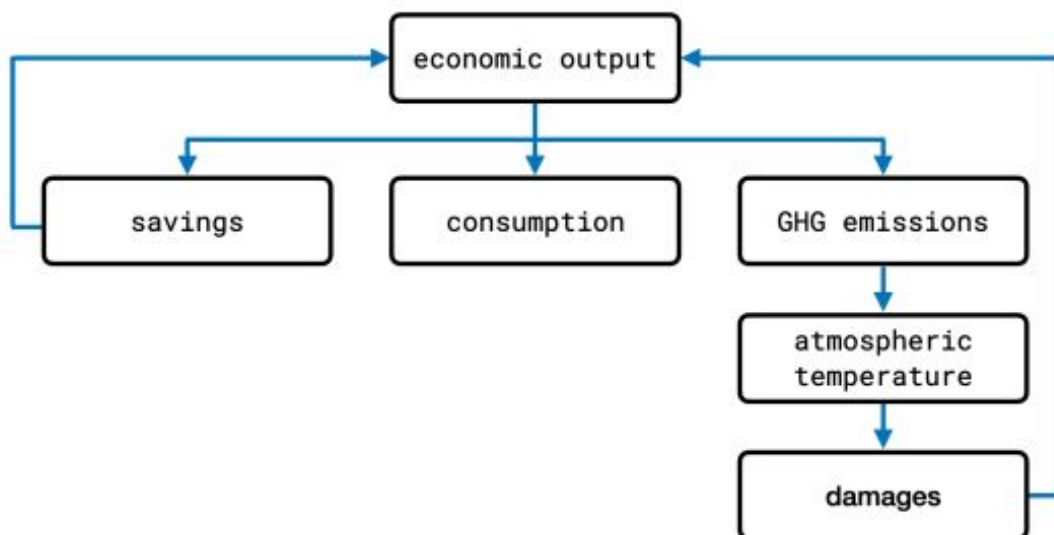 economic output
savings
consumption
GHG emissions
atmospheric
temperature
damages